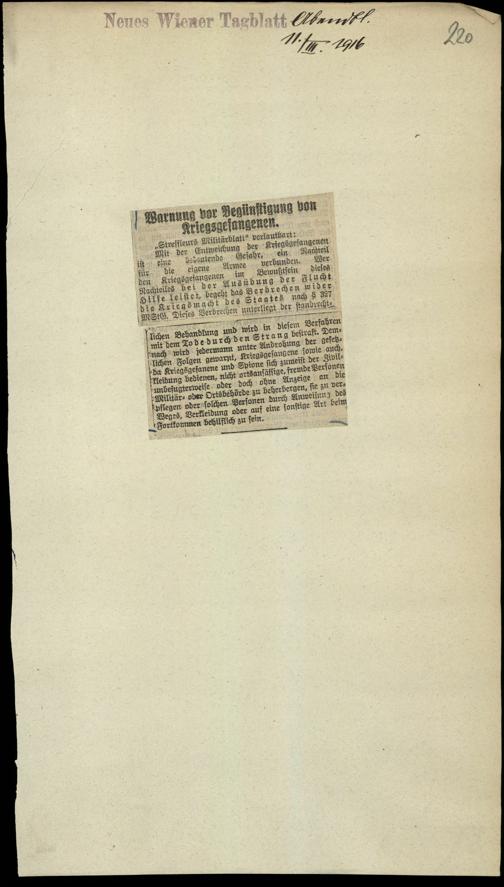 Neues Wiener Tagblatt Abendbl.
11./III. 1916
220
Warnung vor Begünstigung von
Kriegsgefangenen.
„Streffleurs Militärblatt“ verlautbart:
Mit der Entweichung der Kriegsgefangenen
ist eine bedeutende Gefahr, ein Nachteil
für die eigene Armee verbunden. Wer
den Kriegsgefangenen im Bewußtsein dieses
Nachteiles bei der Ausübung der Flucht
Hilfe leistet, begeht das Verbrechen wider
die Kriegsmacht des Staates nach § 327
MStG. Dieses Verbrechen unterliegt der standrecht-
lichen Behandlung und wird in diesem Verfahren
mit dem Tode durch den Strang bestraft. Dem-
nach wird jedermann unter Androhung der gesetz-
lichen Folgen gewarnt, Kriegsgefangene sowie auch,
da Kriegsgefangene und Spione sich zumeist der Zivil-
kleidung bedienen, nicht ortsansässige, fremde Personen
unbefugterweise oder doch ohne Anzeige an die
Militär- oder Ortsbehörde zu beherbergen, sie zu ver-
pflegen oder solchen Personen durch Anweisung des
Weges, Verkleidung oder auf eine sonstige Art beim
Fortkommen behilflich zu sein.